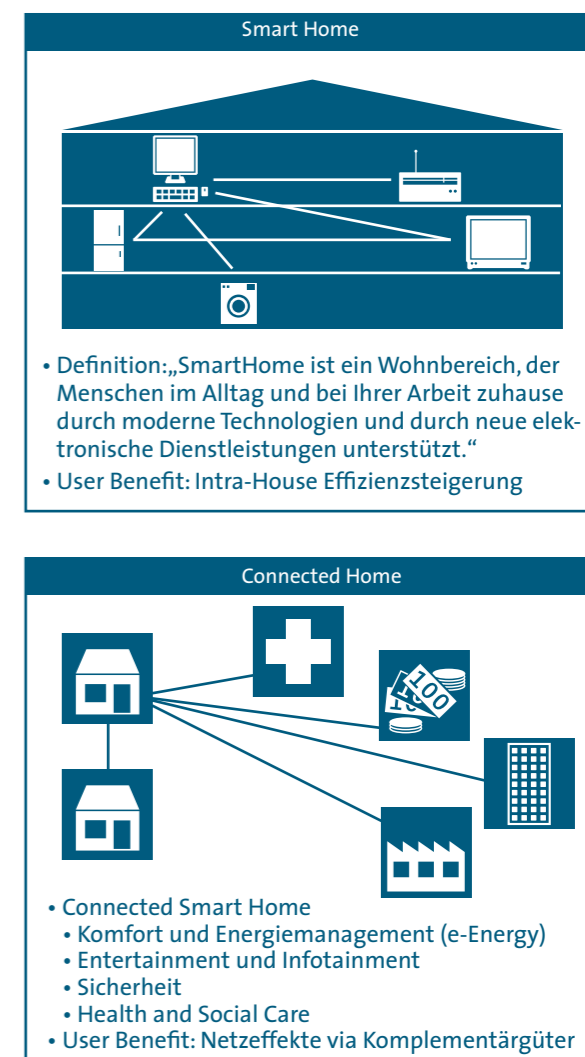 Smart Home
• Definition:„SmartHome ist ein Wohnbereich, der
Menschen im Alltag und bei Ihrer Arbeit zuhause
durch moderne Technologien und durch neue elek-
tronische Dienstleistungen unterstützt.“
• User Benefit: Intra-House Effizienzsteigerung
Connected Home
100
100
• Connected Smart Home
• Komfort und Energiemanagement (e-Energy)
• Entertainment und Infotainment
• Sicherheit
• Health and Social Care
• User Benefit: Netzeffekte via Komplementärgüter